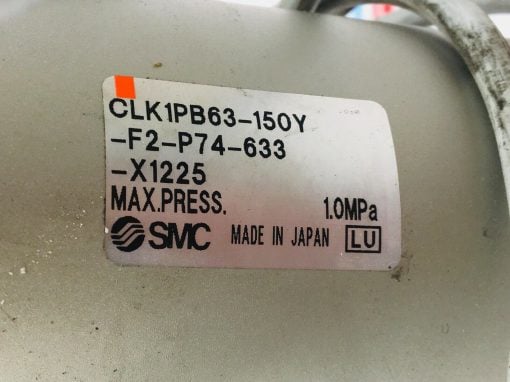 CLK1PB63-150Y
-F2-P74-633
-X1225
MAX.PRESS. 1.0MPa
SMC MADE IN JAPAN LU